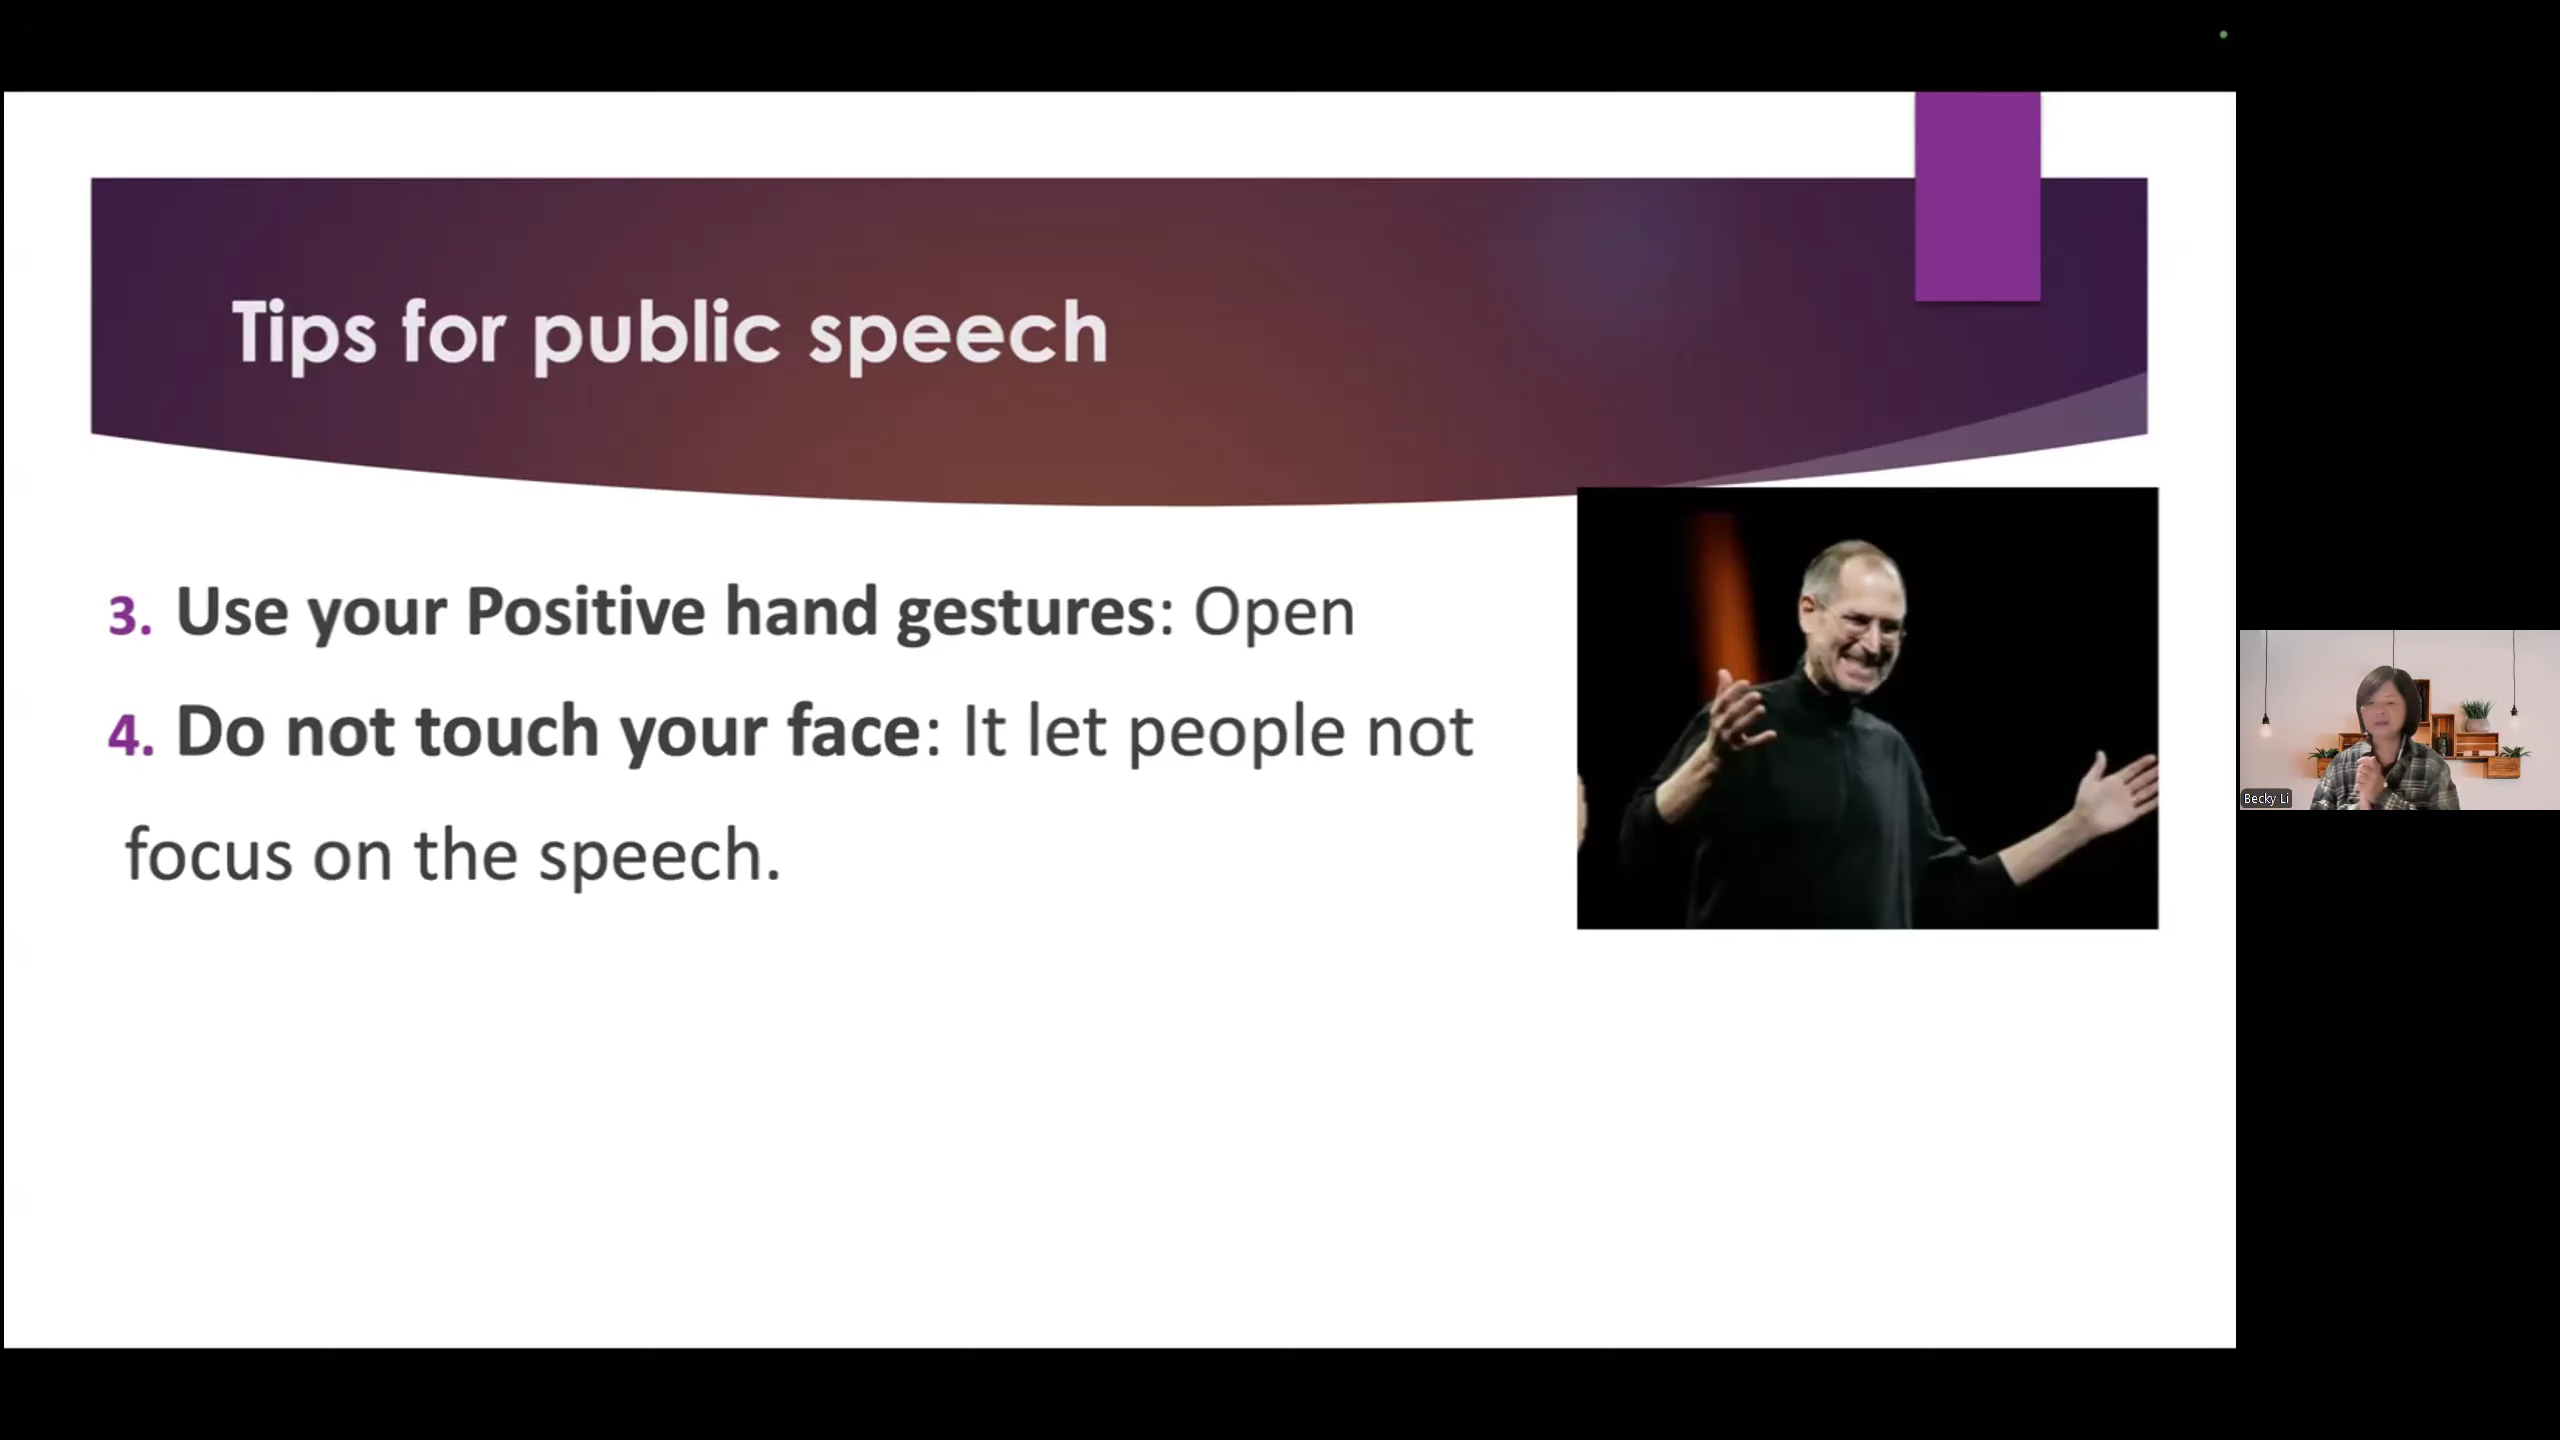 Tips for public speech
3. Use your Positive hand gestures: Open
4. Do not touch your face: It let people not
focus on the speech.
Becky Li